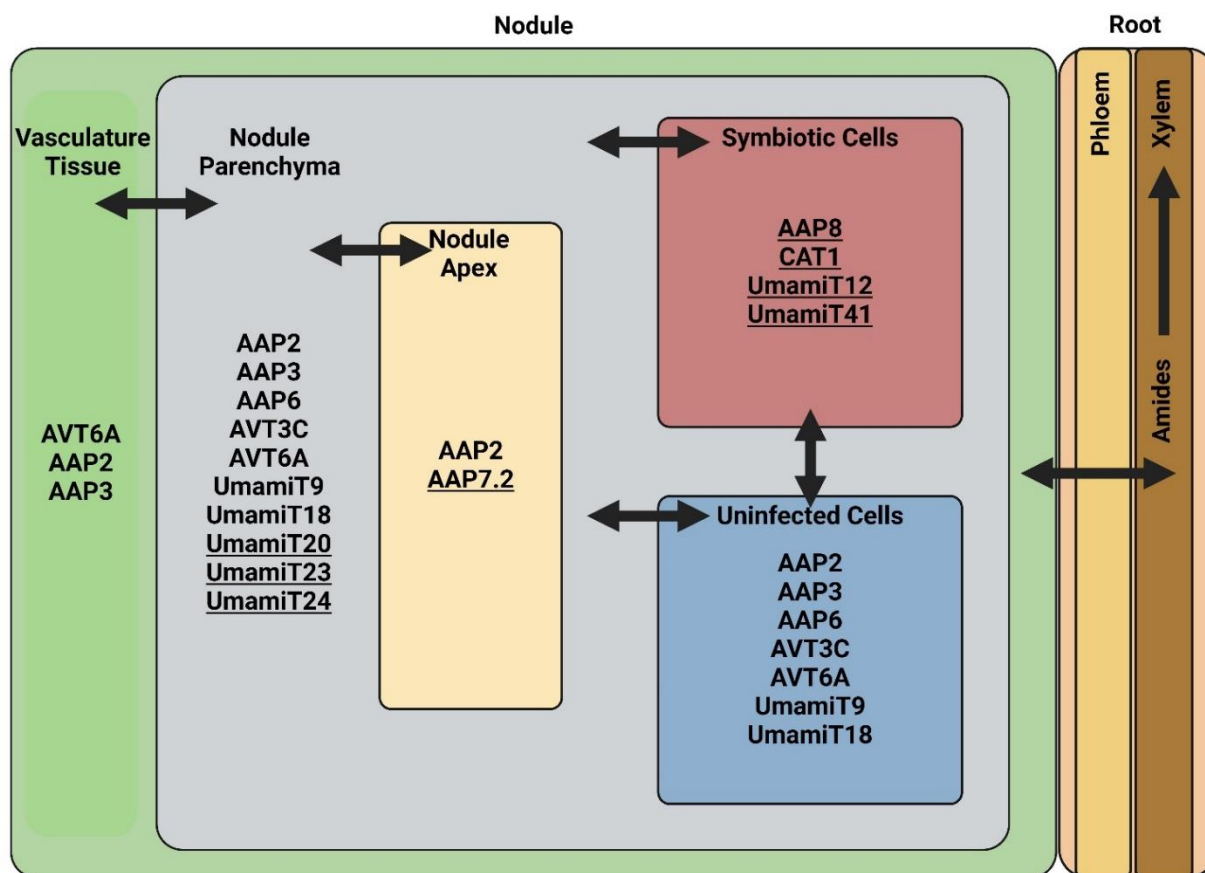 Nodule
Root
Vasculature
Tissue
AVT6A
AAP2
AAP3
Nodule
Parenchyma
AAP2
AAP3
AAP6
AVT3C
AVT6A
UmamiT9
UmamiT18
UmamiT20
UmamiT23
UmamiT24
Nodule
Apex
AAP2
AAP7.2
Symbiotic Cells
AAP8
CAT1
UmamiT12
UmamiT41
Uninfected Cells
AAP2
AAP3
AAP6
AVT3C
AVT6A
UmamiT9
UmamiT18
Phloem
Xylem
Amides